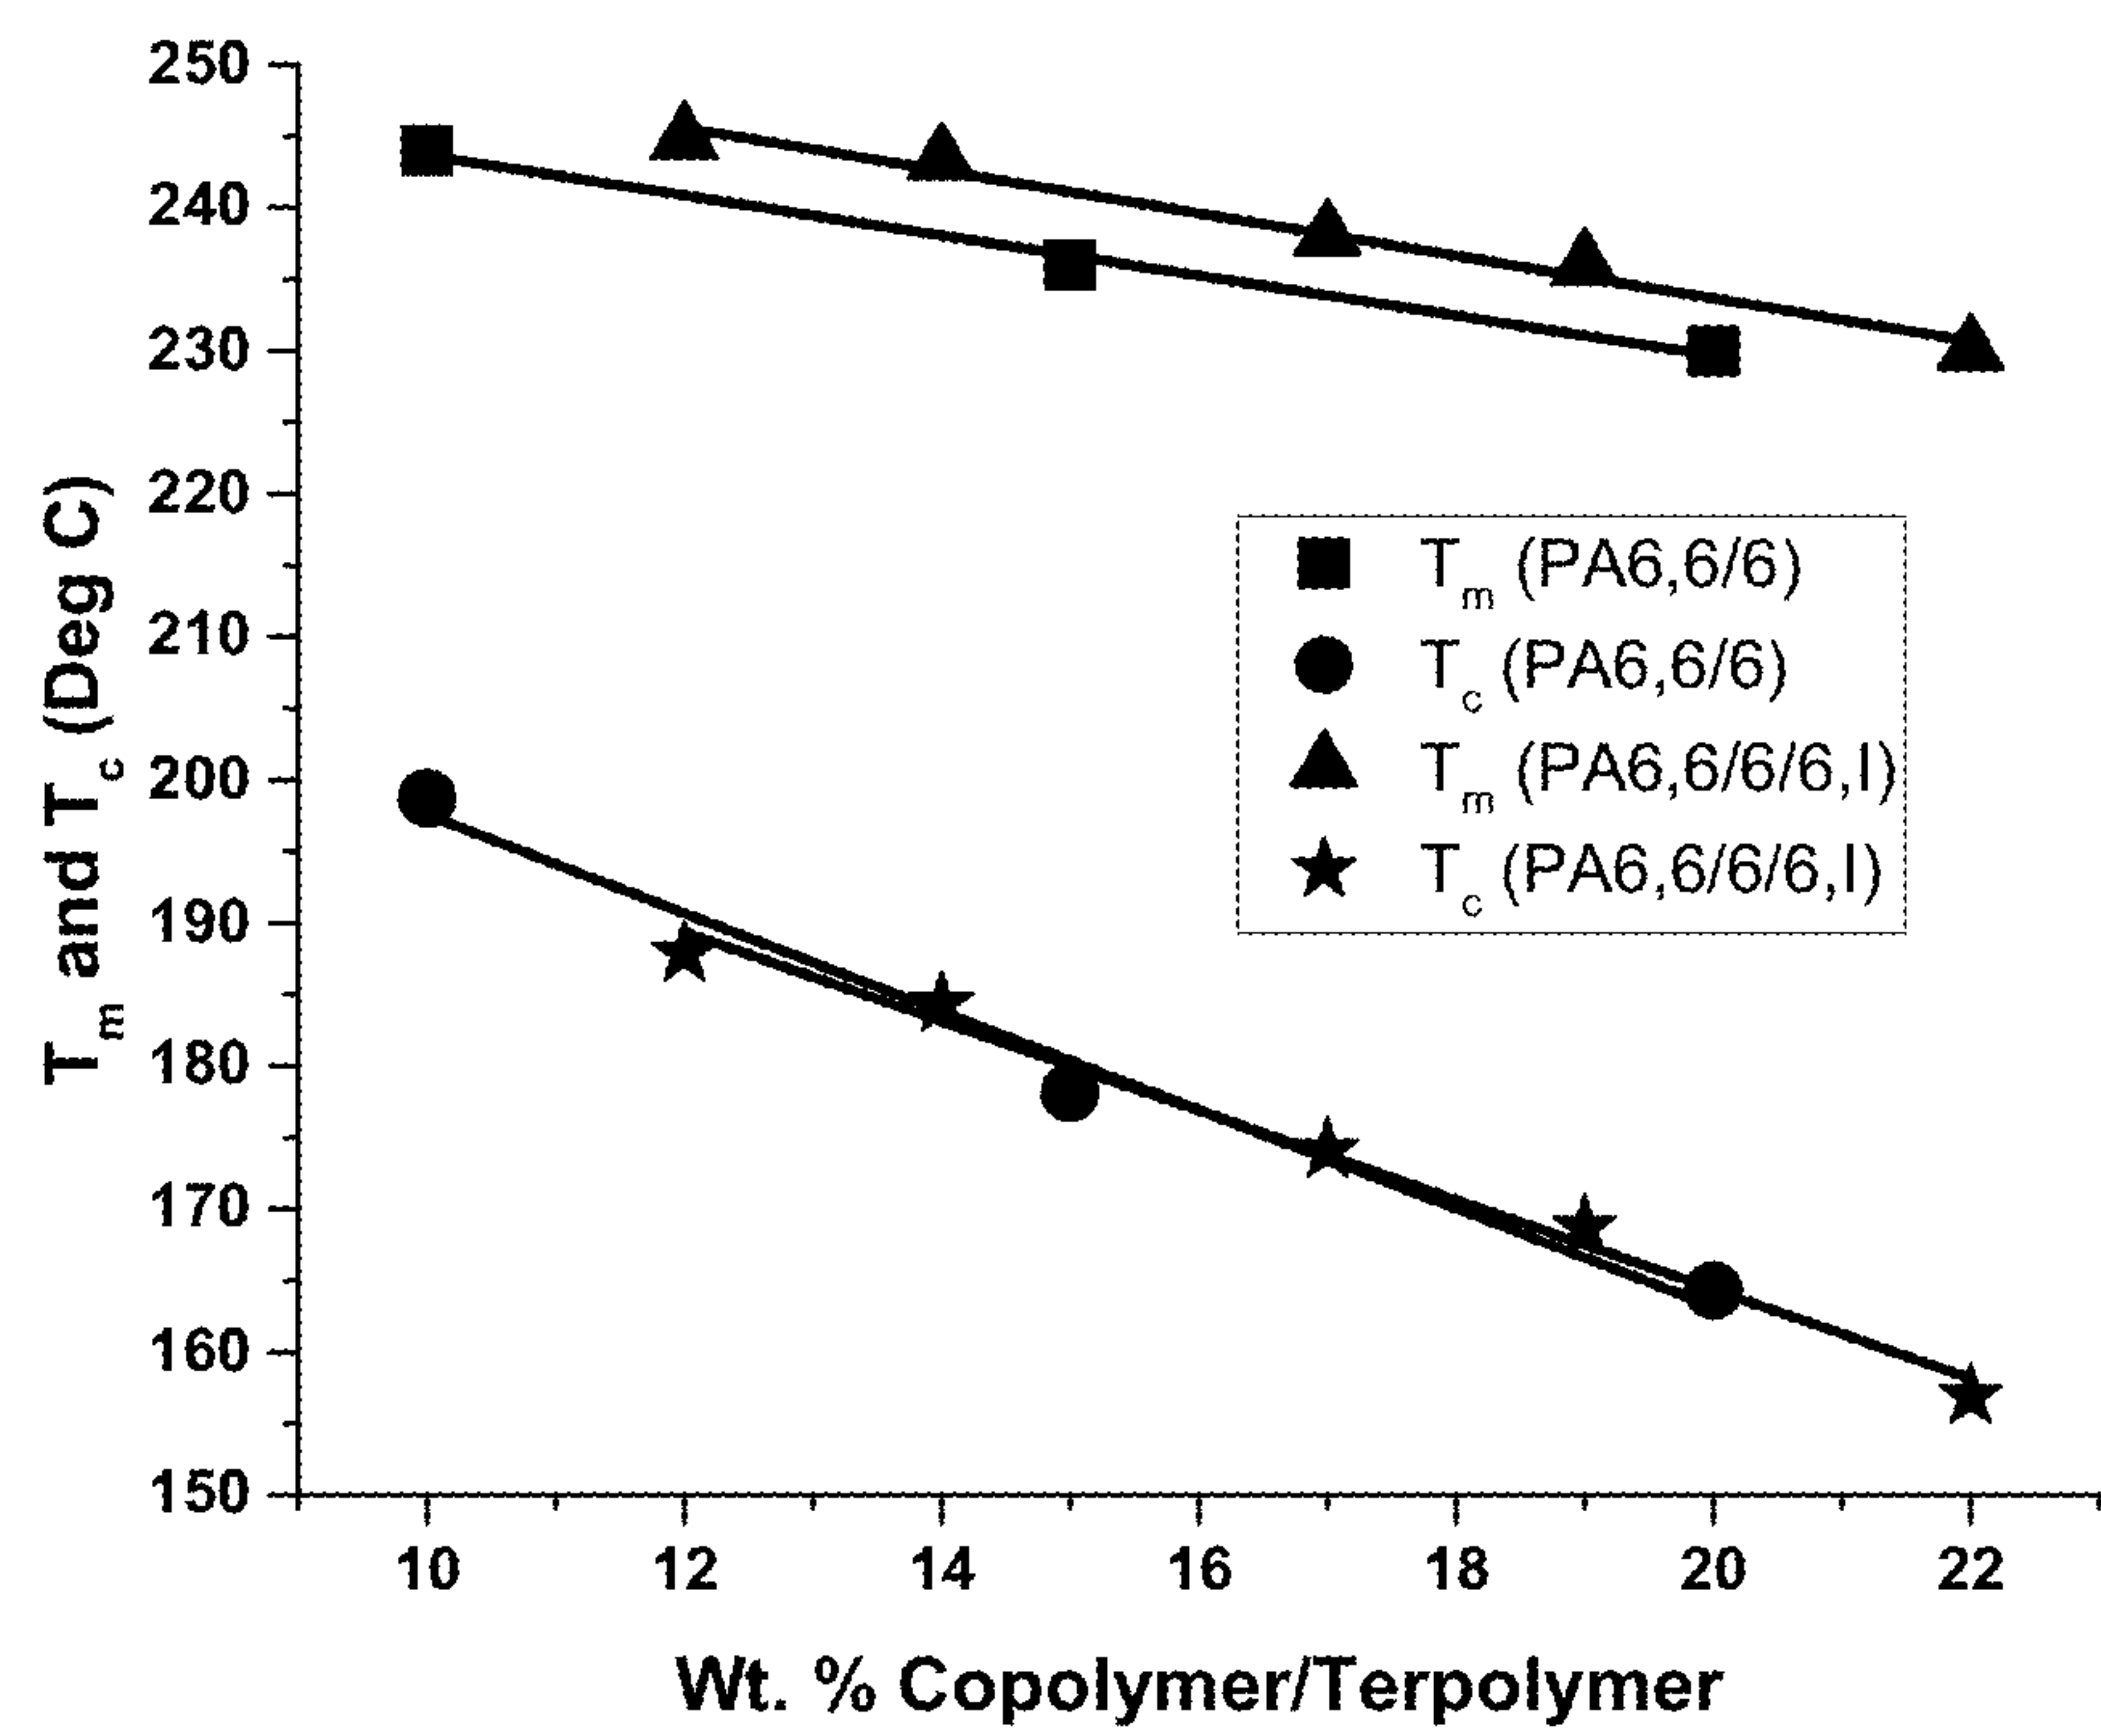 250
240
230
220
210
200
190
180
170
160
150
Tm and Tc (Deg C)
Tm (PA6,6/6)
Tc (PA6,6/6)
Tm (PA6,6/6/6,I)
Tc (PA6,6/6/6,I)
10 12 14 16 18 20 22
Wt. % Copolymer/Terpolymer